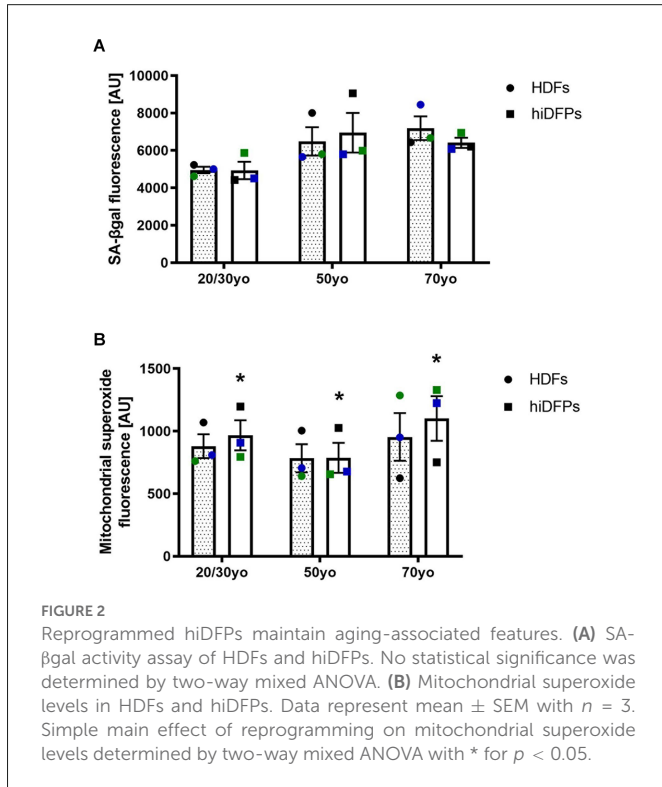 A
SA-βgal fluorescence [AU]
10000
8000
6000
4000
2000
0
20/30yo 50yo 70yo
HDFs
hiDFPs
B
Mitochondrial superoxide
fluorescence [AU]
1500
1000
500
0
* * *
20/30yo 50yo 70yo
HDFs
hiDFPs
FIGURE 2
Reprogrammed hiDFPs maintain aging-associated features. (A) SA-
βgal activity assay of HDFs and hiDFPs. No statistical significance was
determined by two-way mixed ANOVA. (B) Mitochondrial superoxide
levels in HDFs and hiDFPs. Data represent mean ± SEM with n = 3.
Simple main effect of reprogramming on mitochondrial superoxide
levels determined by two-way mixed ANOVA with * for p < 0.05.